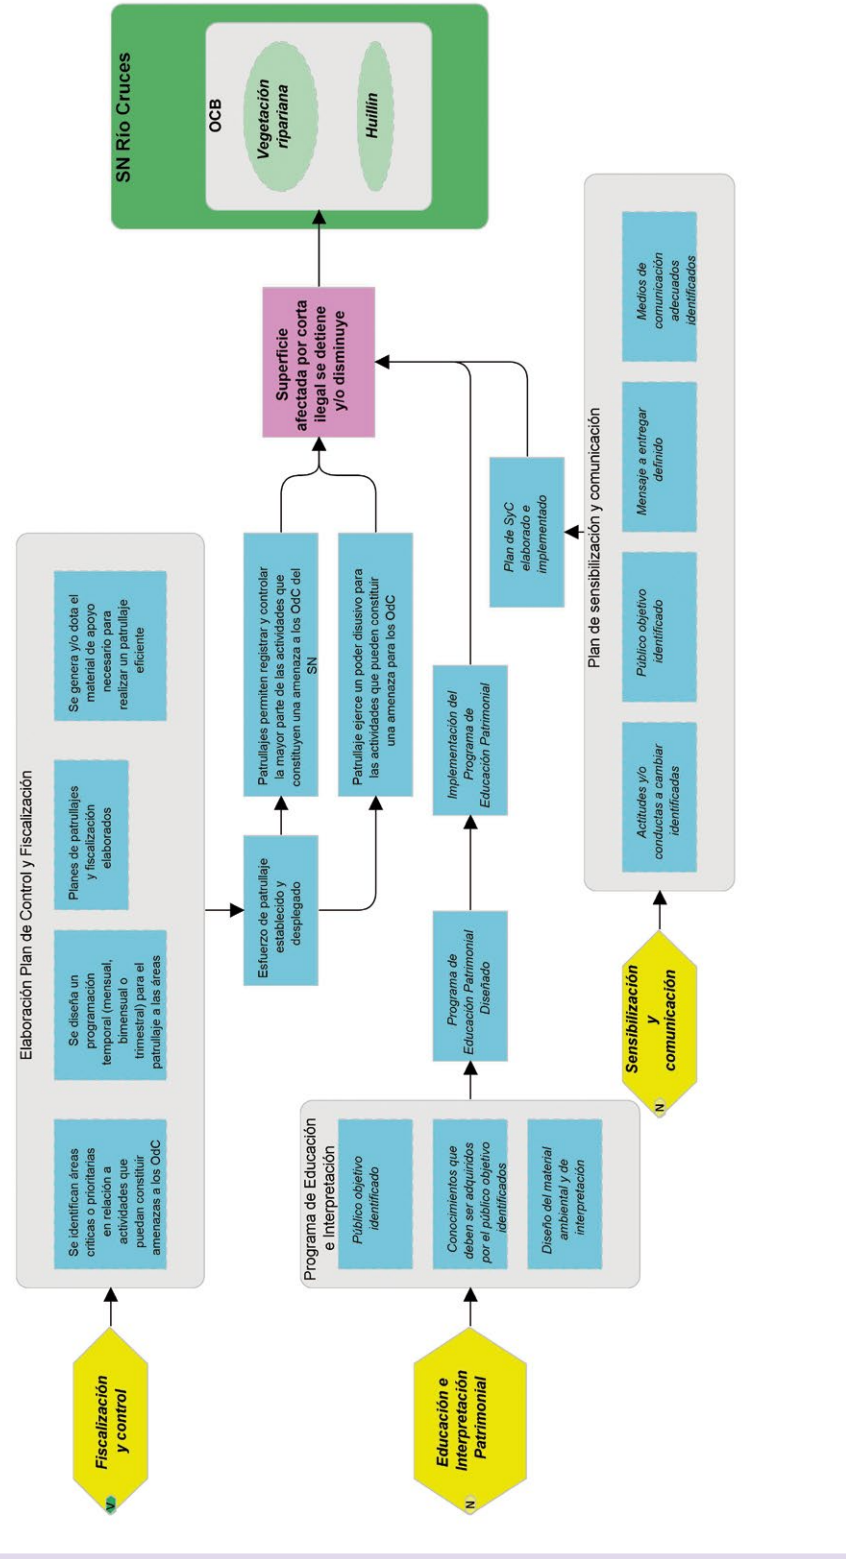 Fiscalización
y control
V
Elaboración Plan de Control y Fiscalización
Se identifican áreas
críticas o prioritarias
en relación a
actividades que
puedan constituir
amenazas a los OdC
Se diseña un
programación
temporal (mensual,
bimensual o
trimestral) para el
patrullaje a las áreas
Planes de patrullajes
y fiscalización
elaborados
Se genera y/o dota el
material de apoyo
necesario para
realizar un patrullaje
eficiente
Esfuerzo de patrullaje
establecido y
desplegado
Patrullajes permiten registrar y controlar
la mayor parte de las actividades que
constituyen una amenaza a los OdC del
SN
Patrullaje ejerce un poder disusivo para
las actividades que pueden constituir
una amenaza para los OdC
Superficie
afectada por corta
ilegal se detiene
y/o disminuye
SN Río Cruces
OCB
Vegetación
ripariana
Huillín
Educación e
Interpretación
Patrimonial
N
Programa de Educación
e Interpretación
Público objetivo
identificado
Conocimientos que
deben ser adquiridos
por el público objetivo
identificados
Diseño del material
ambiental y de
interpretación
Programa de
Educación Patrimonial
Diseñado
Implementación del
Programa de
Educación Patrimonial
Plan de SyC
elaborado e
implementado
Sensibilización
y
comunicación
N
Plan de sensibilización y comunicación
Actitudes y/o
conductas a cambiar
identificadas
Público objetivo
identificado
Mensaje a entregar
definido
Medios de
comunicación
adecuados
identificados